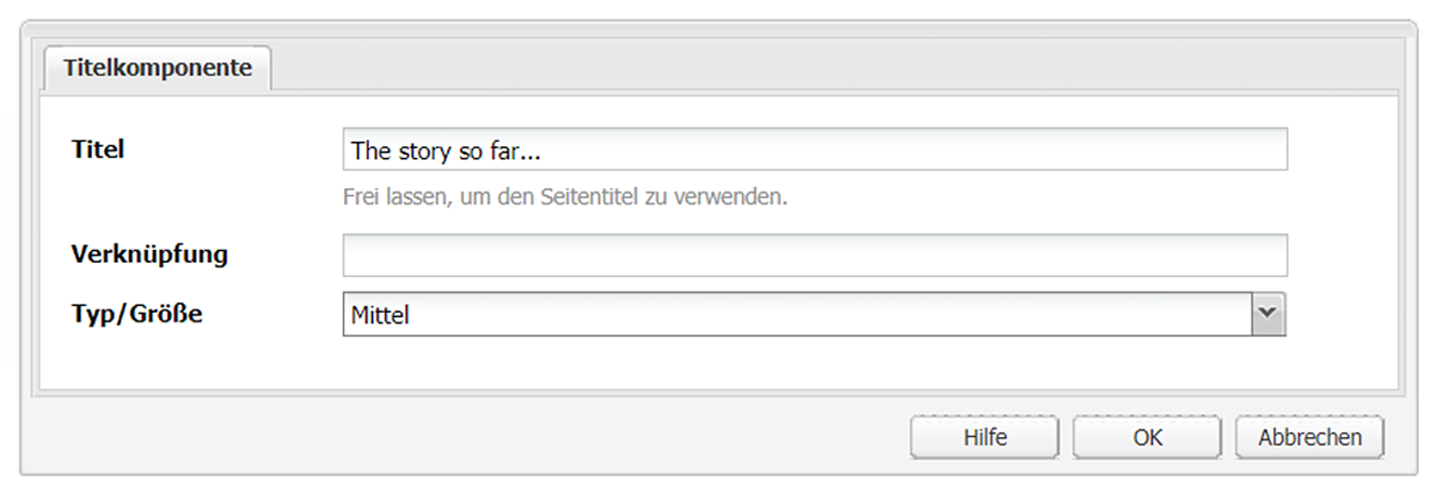 Titelkomponente
Titel
The story so far...
Frei lassen, um den Seitentitel zu verwenden.
Verknüpfung
Typ/Größe
Mittel
Hilfe
OK
Abbrechen